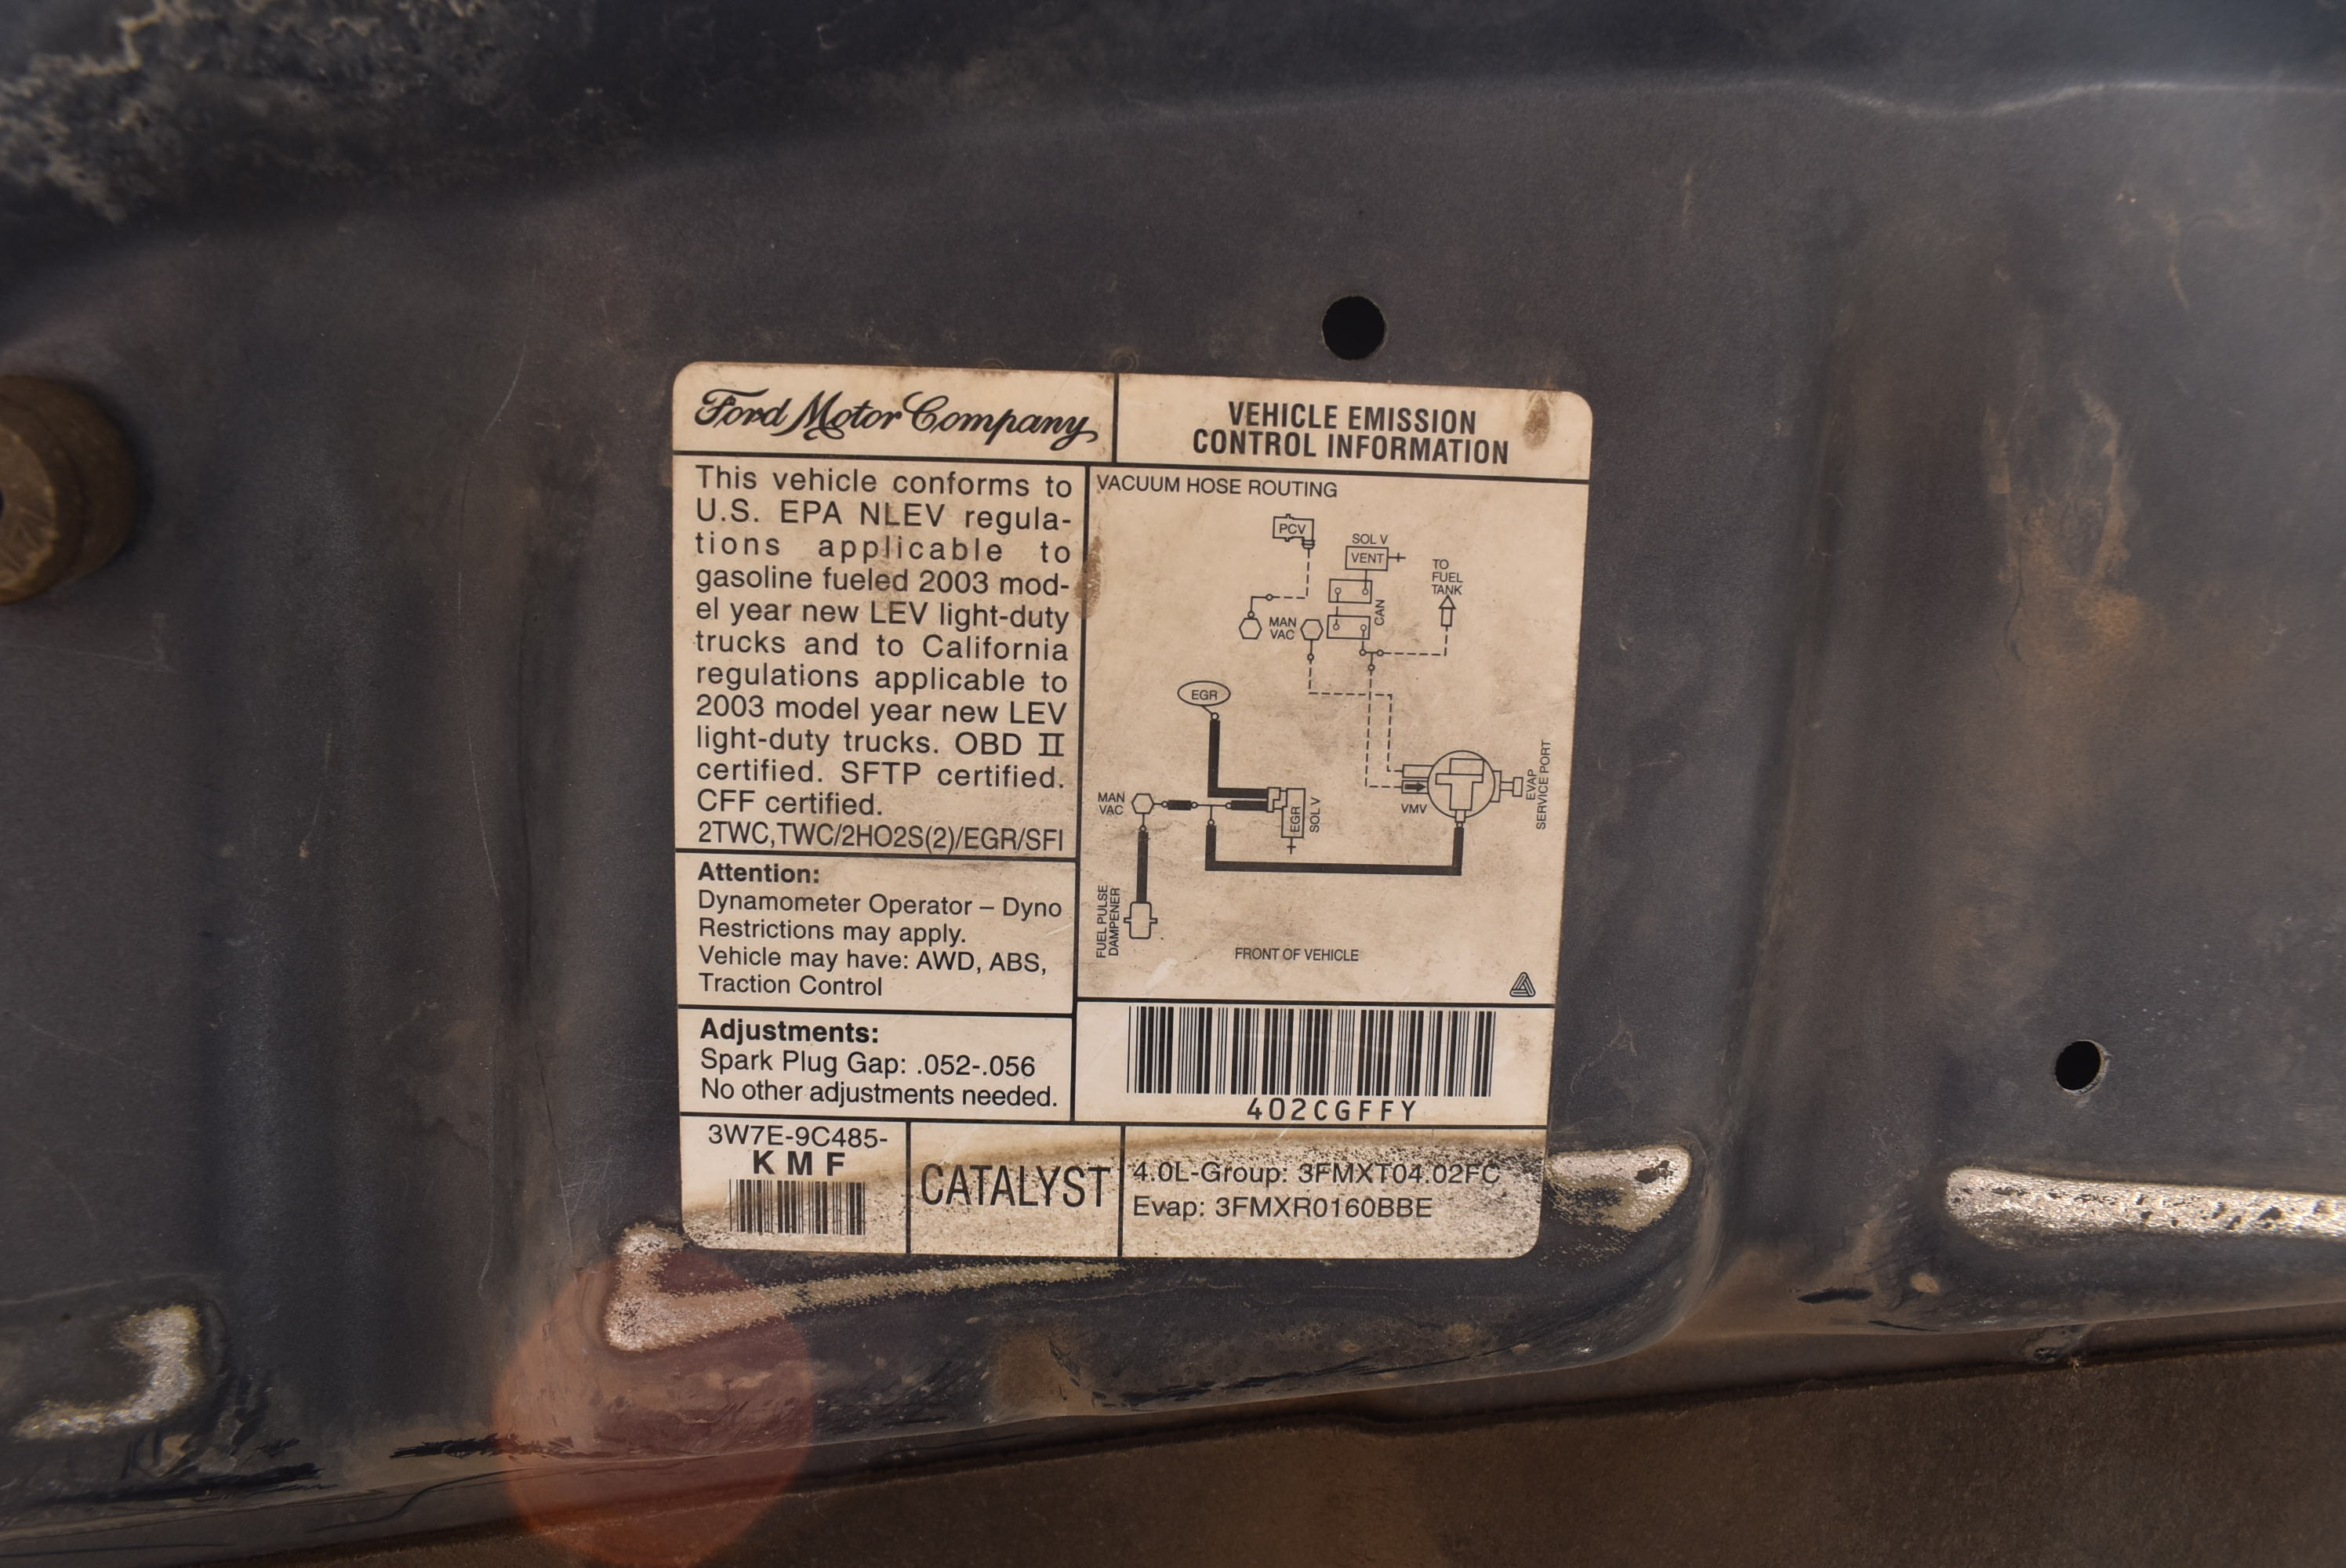 Ford Motor Company
VEHICLE EMISSION
CONTROL INFORMATION
This vehicle conforms to
U.S. EPA NLEV regula-
tions applicable to
gasoline fueled 2003 mod-
el year new LEV light-duty
trucks and to California
regulations applicable to
2003 model year new LEV
light-duty trucks. OBD II
certified. SFTP certified.
CFF certified.
2TWC,TWC/2HO2S(2)/EGR/SFI
Attention:
Dynamometer Operator – Dyno
Restrictions may apply.
Vehicle may have: AWD, ABS,
Traction Control
Adjustments:
Spark Plug Gap: .052-.056
No other adjustments needed.
VACUUM HOSE ROUTING
PCV
SOL V
VENT
TO
FUEL
TANK
CAN
MAN
VAC
EGR
MAN
VAC
EGR
SOL V
VMV
EVAP
SERVICE PORT
FUEL PULSE
DAMPENER
FRONT OF VEHICLE
402CGFFY
3W7E-9C485-
KMF
CATALYST
4.0L-Group: 3FMXT04.02FC
Evap: 3FMXR0160BBE